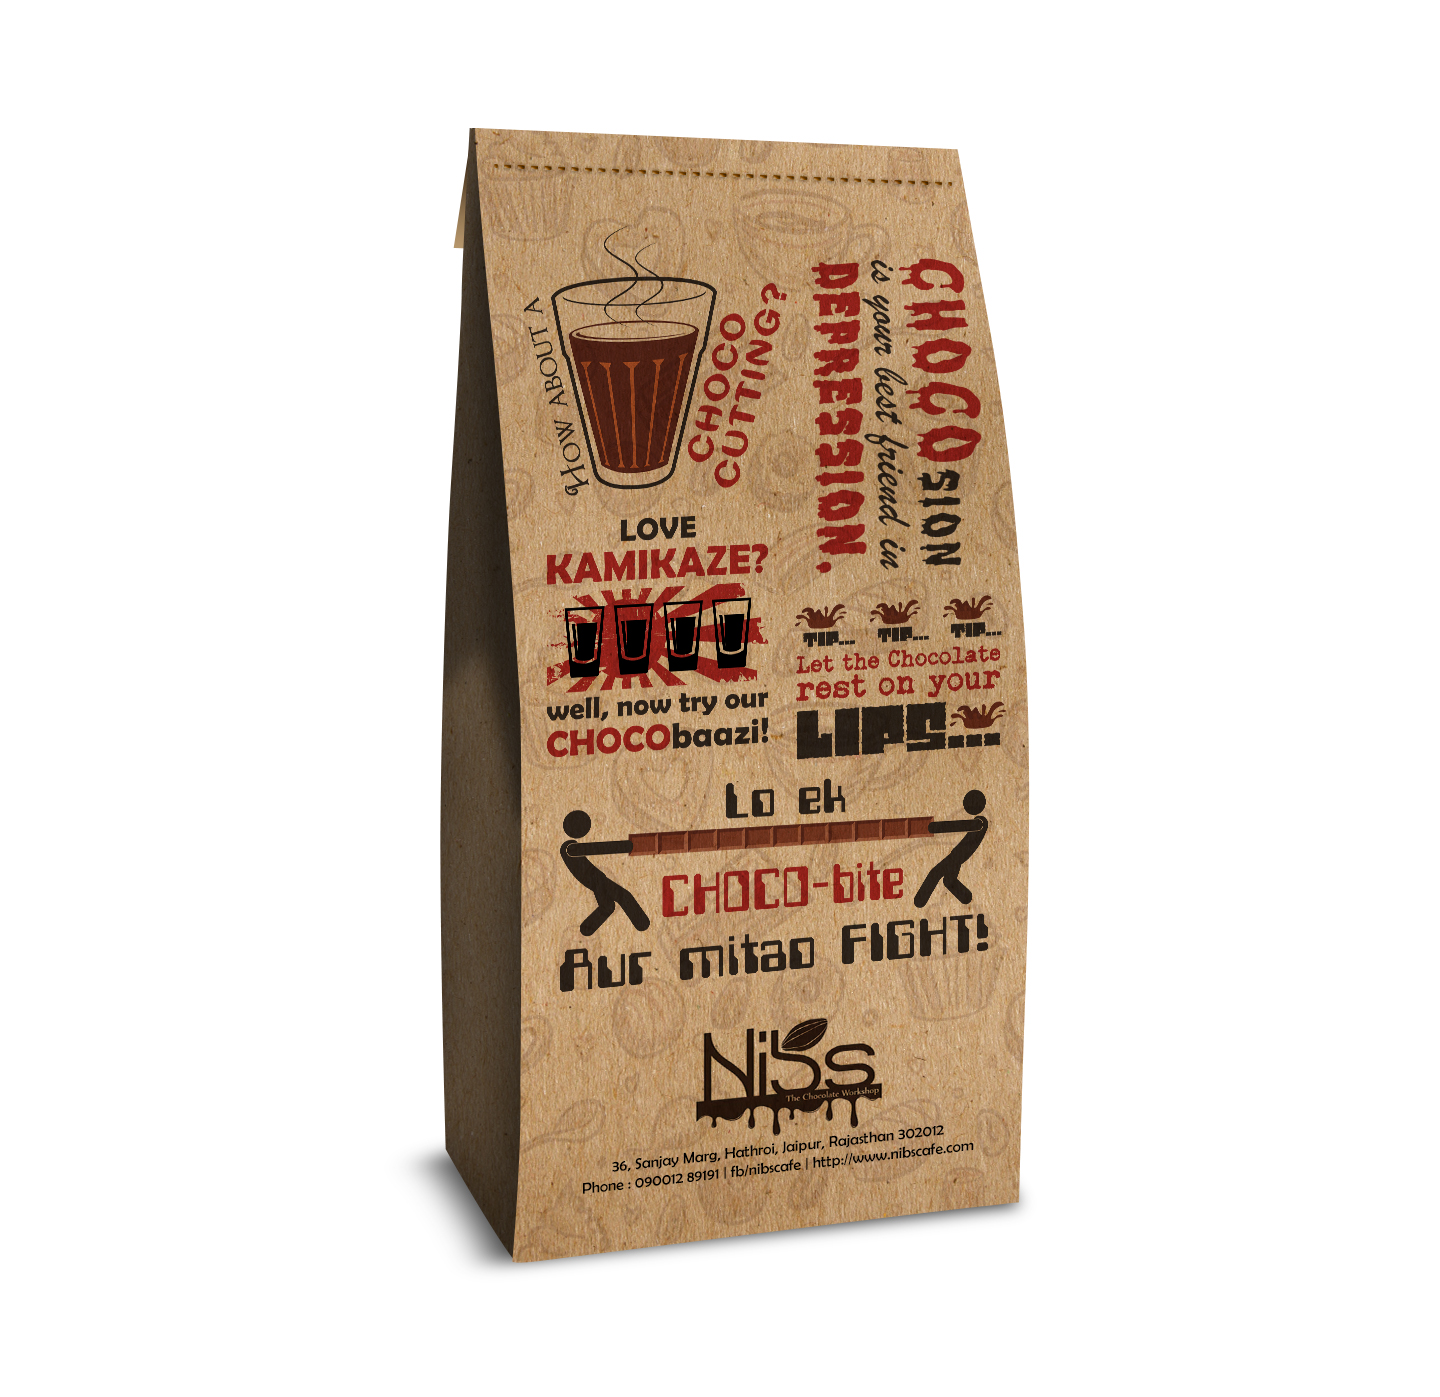 How ABOUT A
CHOCO
CUTTING?
CHOCOSION
is your best friend in
DEPRESSION.
LOVE
KAMIKAZE?
well, now try our
CHOCObaazi!
TIP... TIP... TIP...
Let the Chocolate
rest on your
LIPS...
Lo ek
CHOCO-bite
Aur mitao FIGHT!
Nibs
The Chocolate Workshop
36, Sanjay Marg, Hathroi, Jaipur, Rajasthan 302012
Phone : 090012 89191 | fb/nibscafe | http://www.nibscafe.com